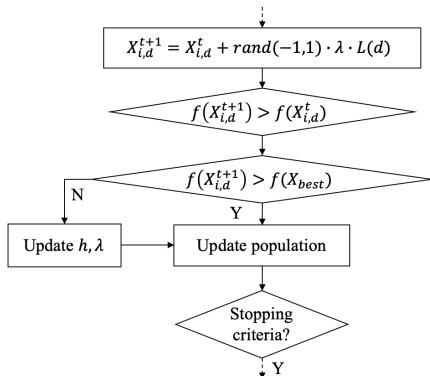 X_{i,d}^{t+1} = X_{i,d}^{t} + rand(-1,1) · λ · L(d)
f(X_{i,d}^{t+1}) > f(X_{i,d}^{t})
f(X_{i,d}^{t+1}) > f(X_{best})
N
Y
Update h, λ
Update population
Stopping
criteria?
Y